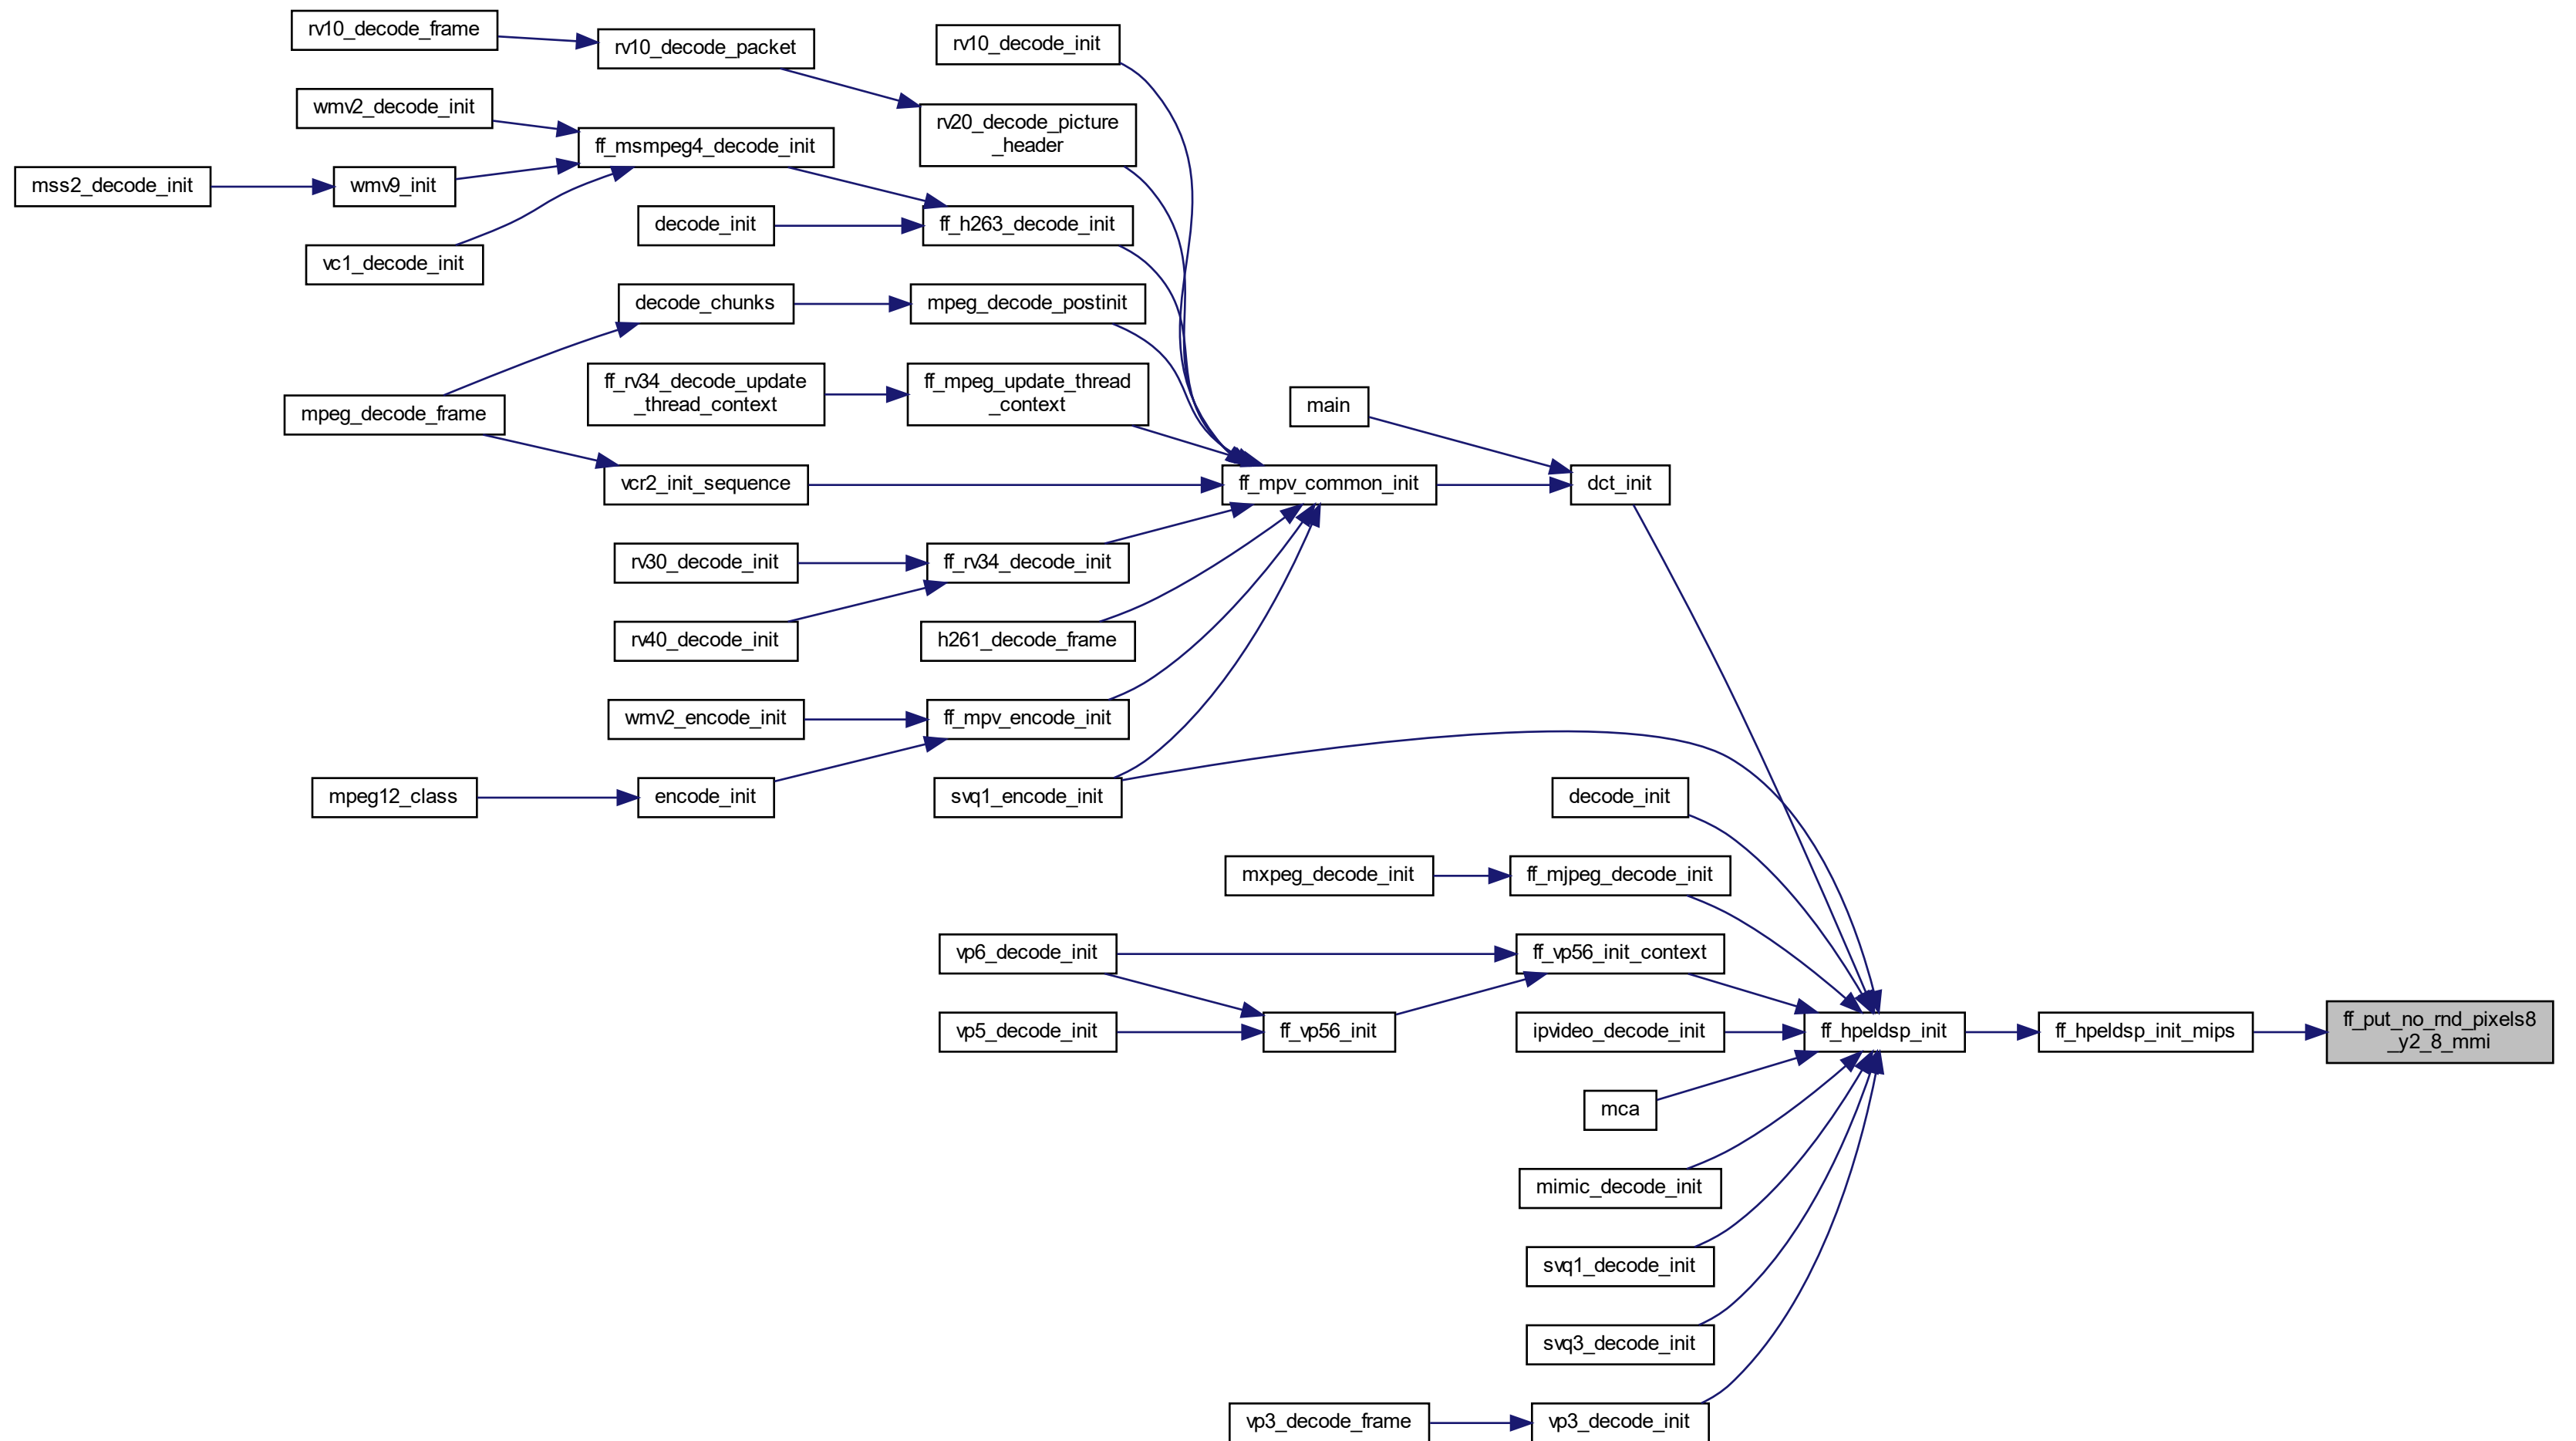 rv10_decode_frame
rv10_decode_packet
rv10_decode_init
wmv2_decode_init
rv20_decode_picture
_header
ff_msmpeg4_decode_init
mss2_decode_init
wmv9_init
decode_init
ff_h263_decode_init
vc1_decode_init
decode_chunks
mpeg_decode_postinit
ff_rv34_decode_update
_thread_context
ff_mpeg_update_thread
_context
main
mpeg_decode_frame
vcr2_init_sequence
ff_mpv_common_init
dct_init
rv30_decode_init
ff_rv34_decode_init
rv40_decode_init
h261_decode_frame
wmv2_encode_init
ff_mpv_encode_init
mpeg12_class
encode_init
svq1_encode_init
decode_init
mxpeg_decode_init
ff_mjpeg_decode_init
vp6_decode_init
ff_vp56_init_context
vp5_decode_init
ff_vp56_init
ipvideo_decode_init
ff_hpeldsp_init
ff_hpeldsp_init_mips
ff_put_no_rnd_pixels8
_y2_8_mmi
mca
mimic_decode_init
svq1_decode_init
svq3_decode_init
vp3_decode_frame
vp3_decode_init